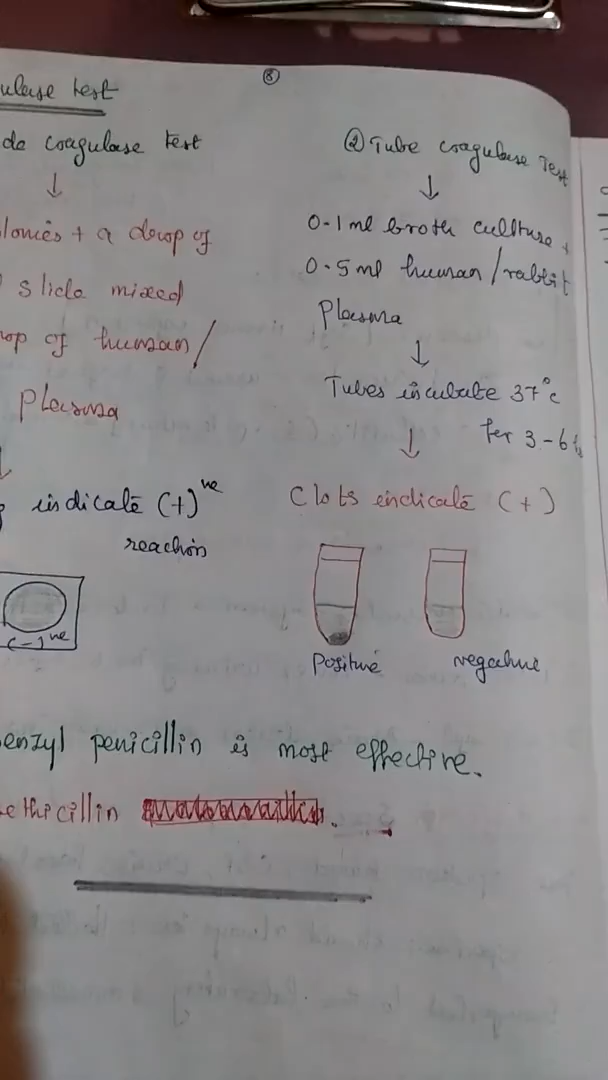 ⑧
ulase test
de coagulase test
↓
lonies + a drop of
slide mixed
rop of human/
plasma
indicate (+)ve
reaction
(-)ve
② Tube coagulase Test
↓
0.1 ml broth culture +
0.5 ml human/rabbit
Plasma
↓
Tubes incubate 37°c
for 3-6 h
↓
Clots indicate (+)
Positive negative
enzyl penicillin is most effective.
ethicillin